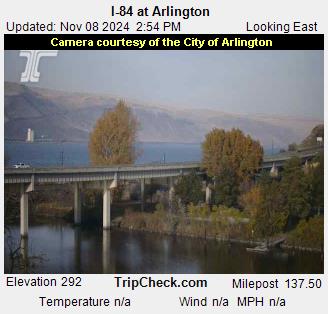 I-84 at Arlington
Updated: Nov 08 2024 2:54 PM Looking East
Camera courtesy of the City of Arlington
Elevation 292 TripCheck.com Milepost 137.50
Temperature n/a Wind n/a MPH n/a